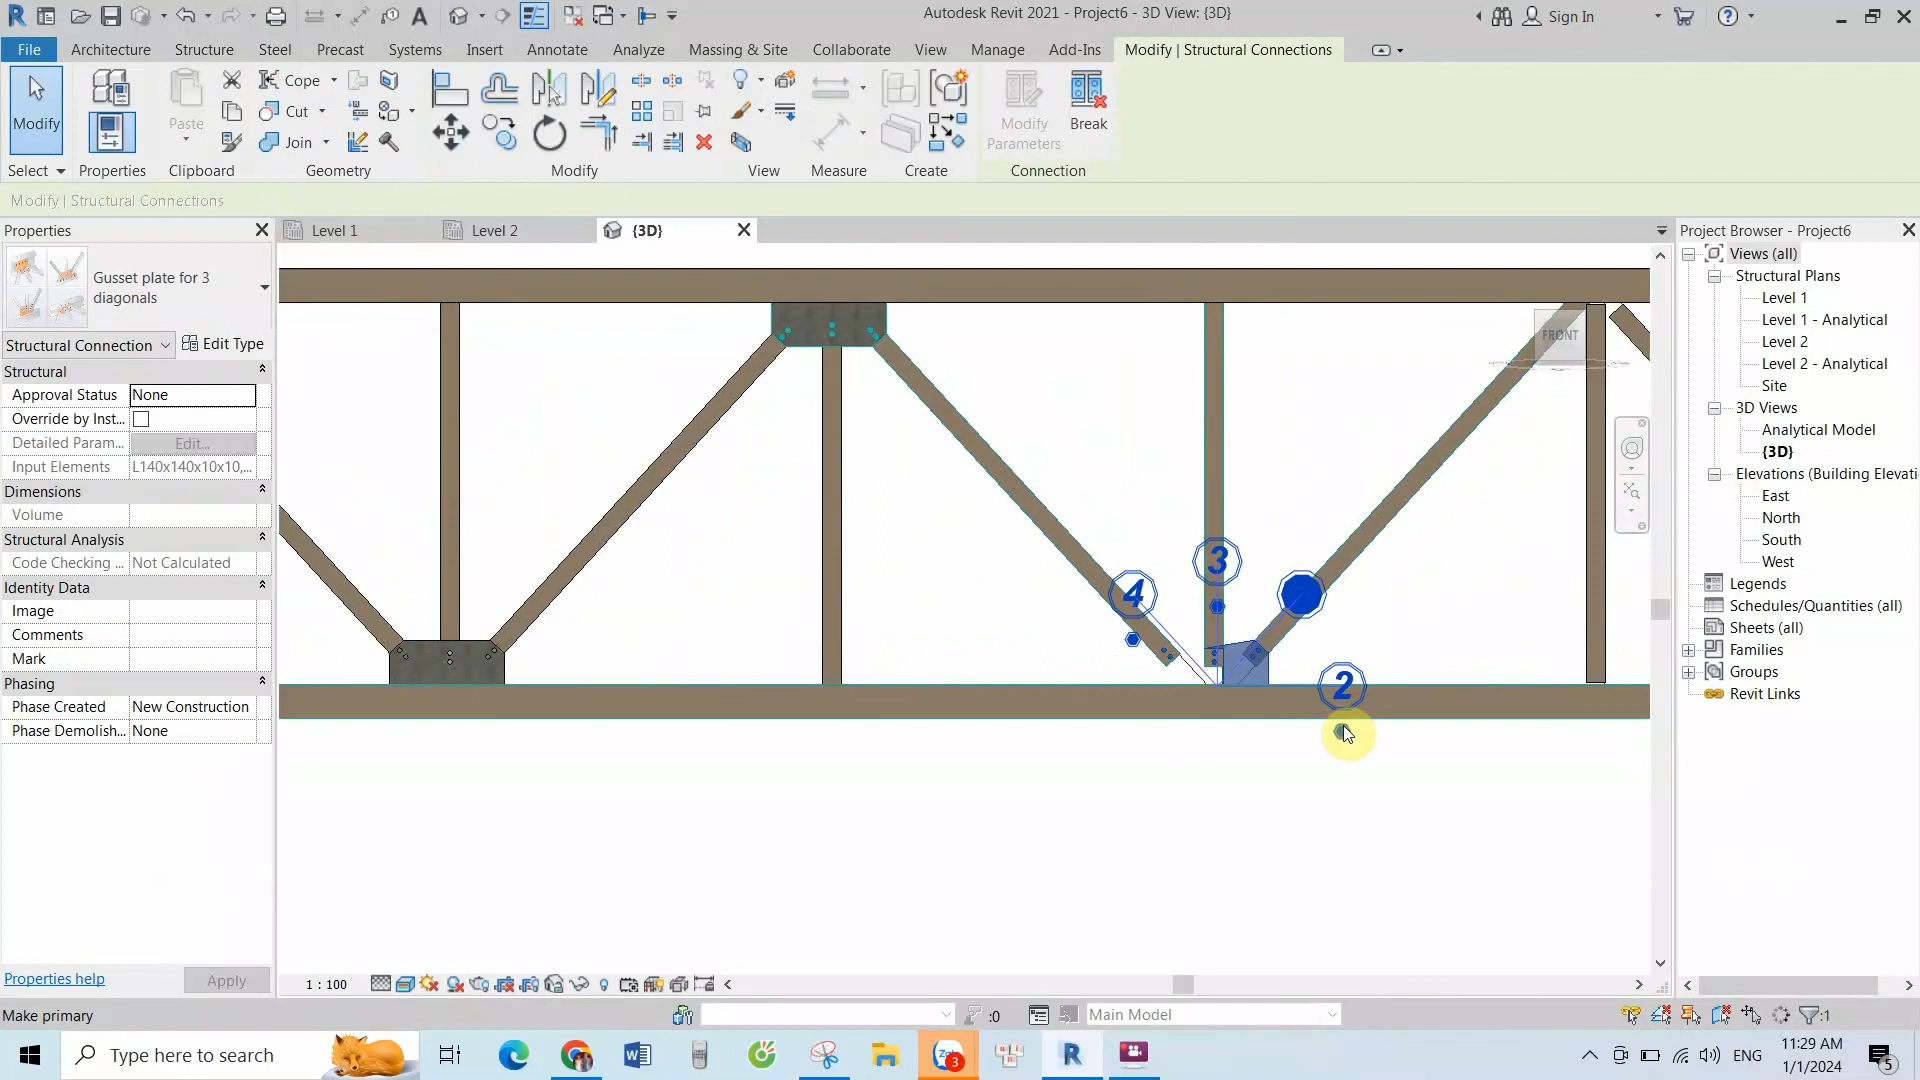 Autodesk Revit 2021 - Project6 - 3D View: {3D}
Sign In
File
Architecture
Structure
Steel
Precast
Systems
Insert
Annotate
Analyze
Massing & Site
Collaborate
View
Manage
Add-Ins
Modify | Structural Connections
Modify
Paste
Cope
Cut
Join
Modify Parameters
Break
Select
Properties
Clipboard
Geometry
Modify
View
Measure
Create
Connection
Modify | Structural Connections
Properties
Gusset plate for 3 diagonals
Structural Connection
Edit Type
Structural
Approval Status
None
Override by Inst...
Detailed Param...
Edit...
Input Elements
L140x140x10x10,...
Dimensions
Volume
Structural Analysis
Code Checking ...
Not Calculated
Identity Data
Image
Comments
Mark
Phasing
Phase Created
New Construction
Phase Demolish...
None
Properties help
Apply
Level 1
Level 2
{3D}
FRONT
4
3
2
1 : 100
Project Browser - Project6
Views (all)
Structural Plans
Level 1
Level 1 - Analytical
Level 2
Level 2 - Analytical
Site
3D Views
Analytical Model
{3D}
Elevations (Building Elevati
East
North
South
West
Legends
Schedules/Quantities (all)
Sheets (all)
Families
Groups
Revit Links
Make primary
:0
Main Model
:1
Type here to search
3
ENG
11:29 AM
1/1/2024
5